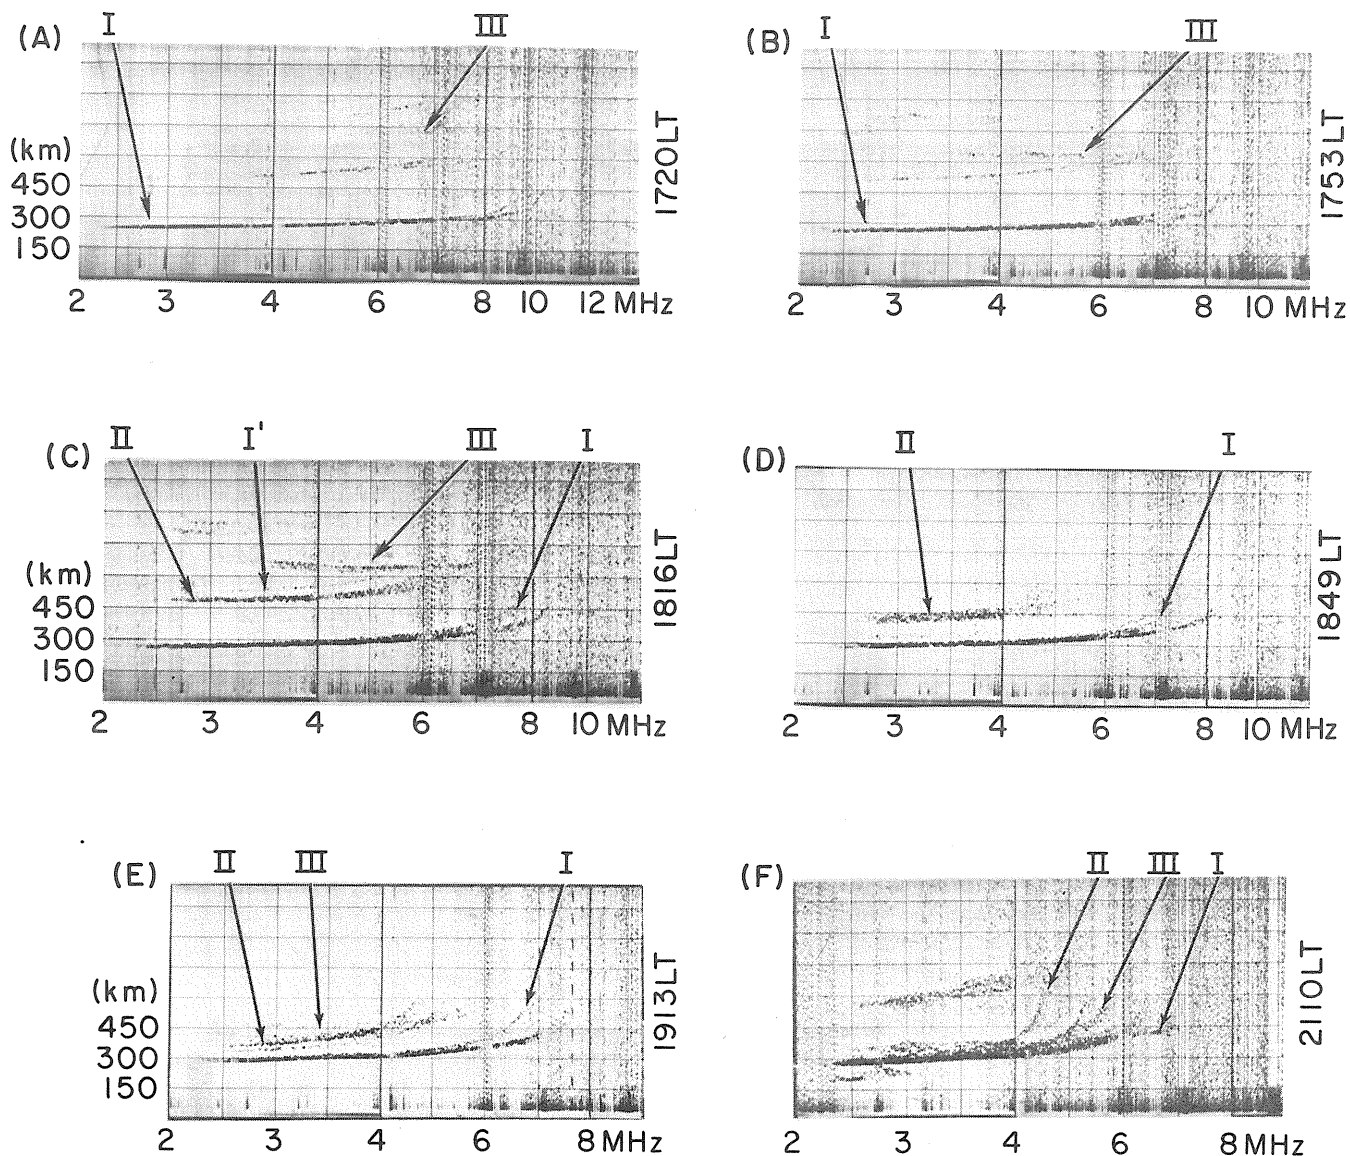 (A) I III
(km)
450
300
150
2 3 4 6 8 10 12 MHz
1720LT
(B) I III
2 3 4 6 8 10 MHz
1753LT
(C) II I' III I
(km)
450
300
150
2 3 4 6 8 10 MHz
1816LT
(D) II I
2 3 4 6 8 10 MHz
1849LT
(E) II III I
(km)
450
300
150
2 3 4 6 8 MHz
1913LT
(F) II III I
2 3 4 6 8 MHz
2110LT